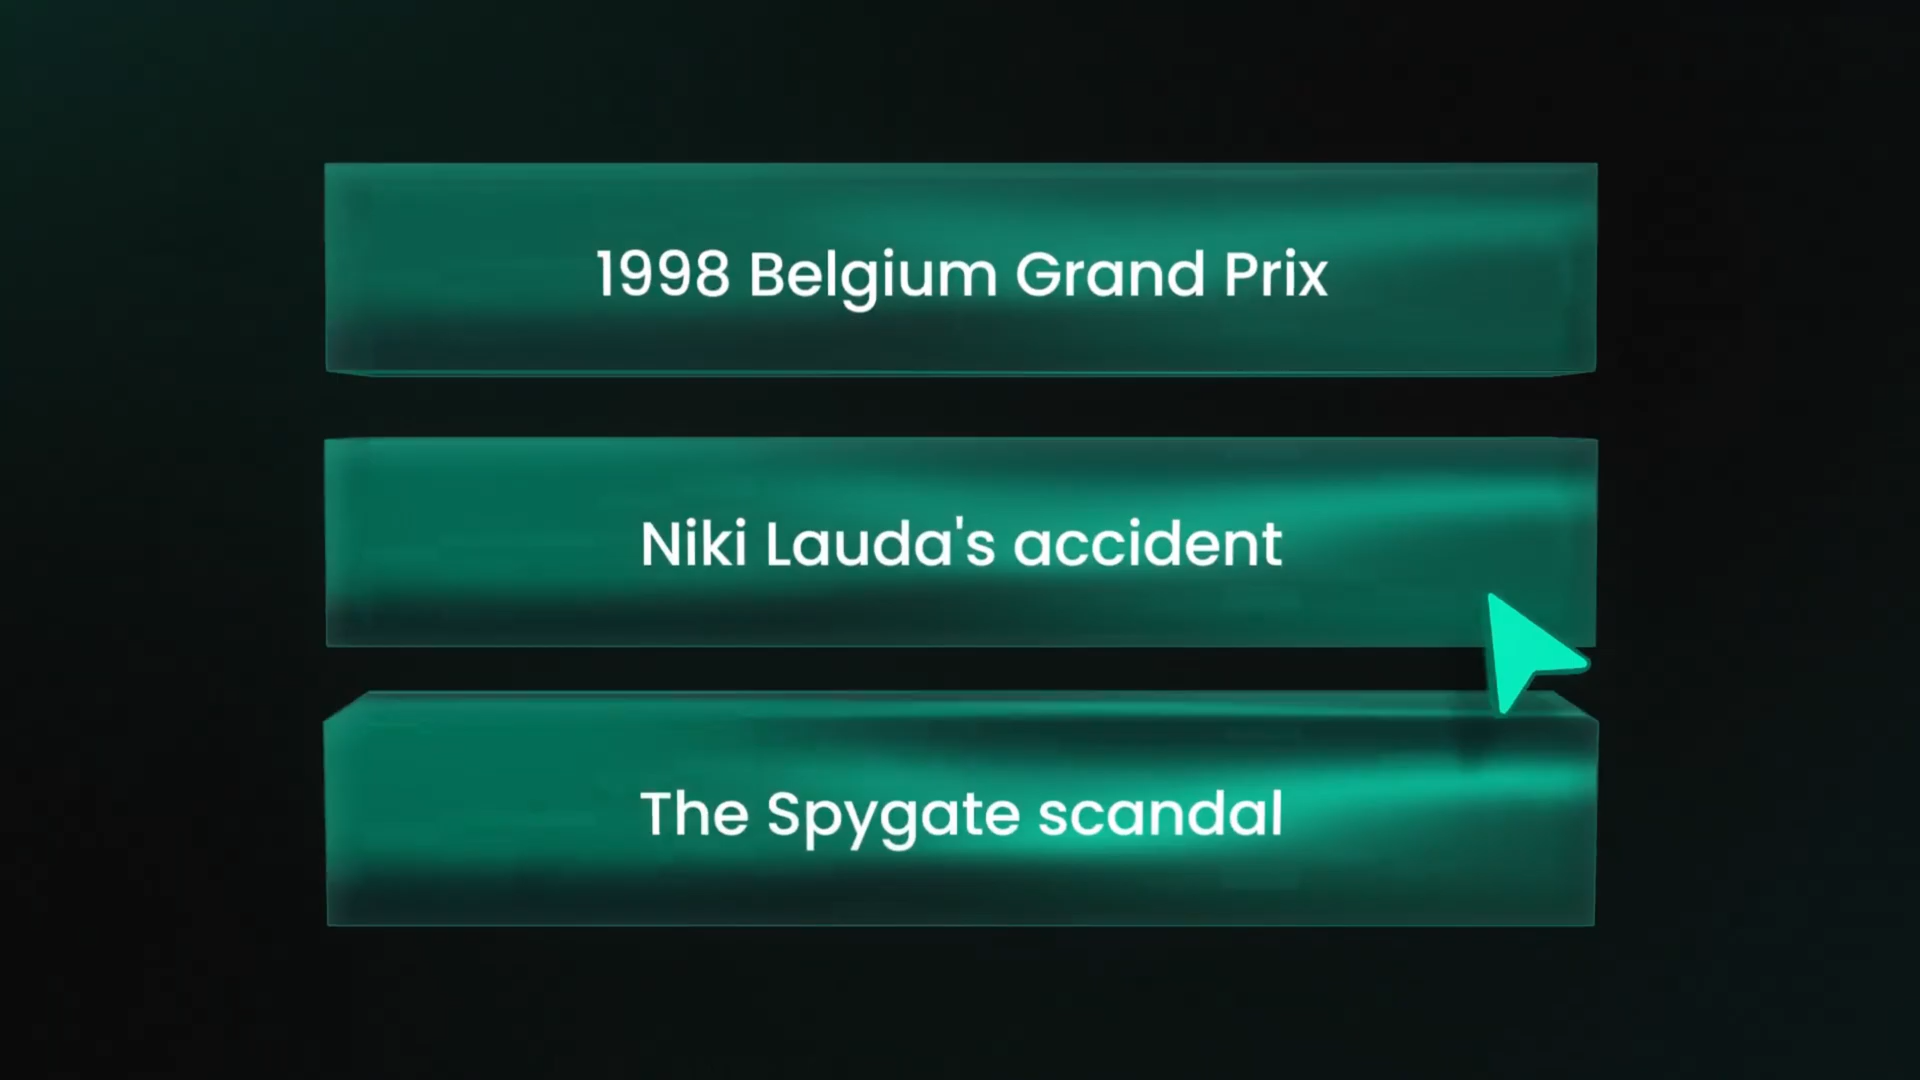 1998 Belgium Grand Prix
Niki Lauda's accident
The Spygate scandal